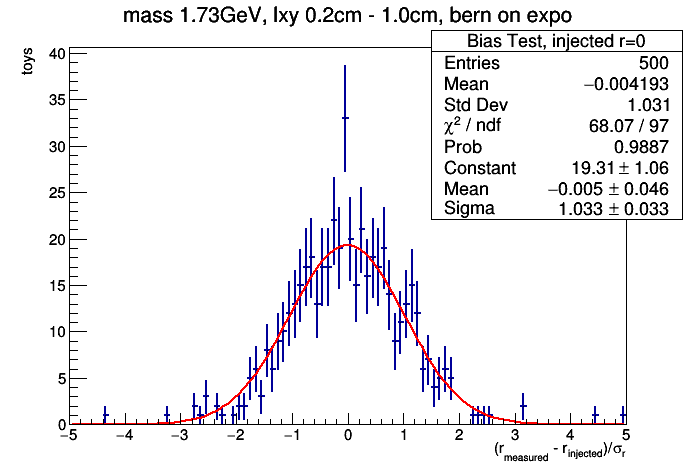 mass 1.73GeV, lxy 0.2cm - 1.0cm, bern on expo
Bias Test, injected r=0
Entries 500
Mean −0.004193
Std Dev 1.031
χ² / ndf 68.07 / 97
Prob 0.9887
Constant 19.31 ± 1.06
Mean −0.005 ± 0.046
Sigma 1.033 ± 0.033
toys
40
35
30
25
20
15
10
5
0
−5 −4 −3 −2 −1 0 1 2 3 4 5
(r_measured - r_injected)/σ_r